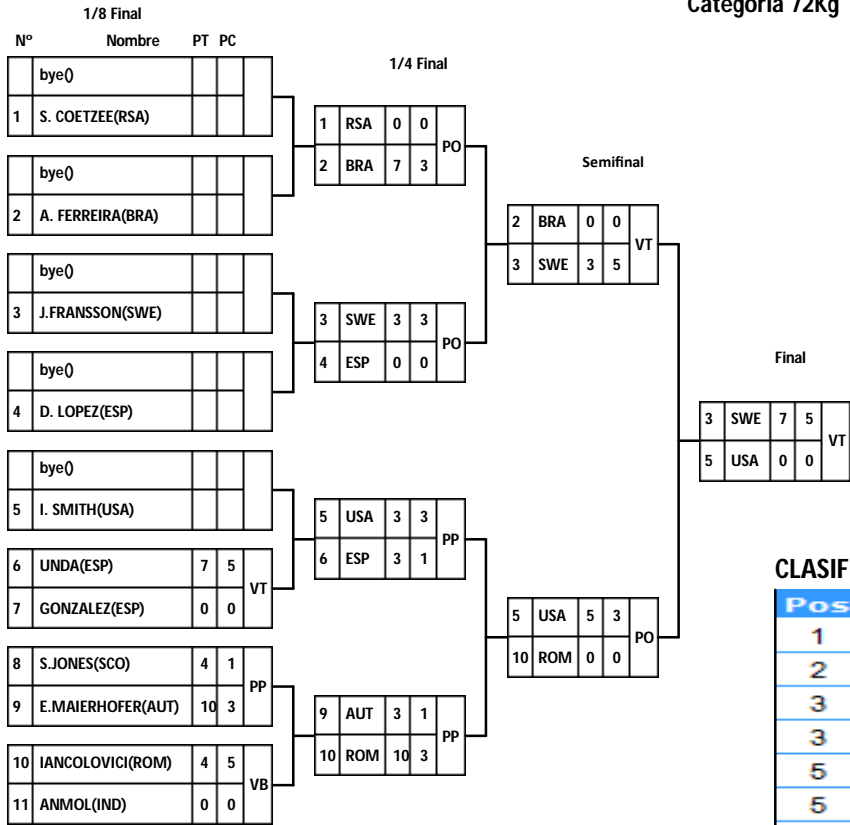 Categoria 72Kg
1/8 Final
Nº Nombre PT PC
bye()
1 S. COETZEE(RSA)
bye()
2 A. FERREIRA(BRA)
bye()
3 J.FRANSSON(SWE)
bye()
4 D. LOPEZ(ESP)
bye()
5 I. SMITH(USA)
6 UNDA(ESP) 7 5
VT
7 GONZALEZ(ESP) 0 0
8 S.JONES(SCO) 4 1
PP
9 E.MAIERHOFER(AUT) 10 3
10 IANCOLOVICI(ROM) 4 5
VB
11 ANMOL(IND) 0 0
1/4 Final
1 RSA 0 0
PO
2 BRA 7 3
3 SWE 3 3
PO
4 ESP 0 0
5 USA 3 3
PP
6 ESP 3 1
9 AUT 3 1
PP
10 ROM 10 3
Semifinal
2 BRA 0 0
VT
3 SWE 3 5
5 USA 5 3
PO
10 ROM 0 0
Final
3 SWE 7 5
VT
5 USA 0 0
CLASIF
Pos
1
2
3
3
5
5